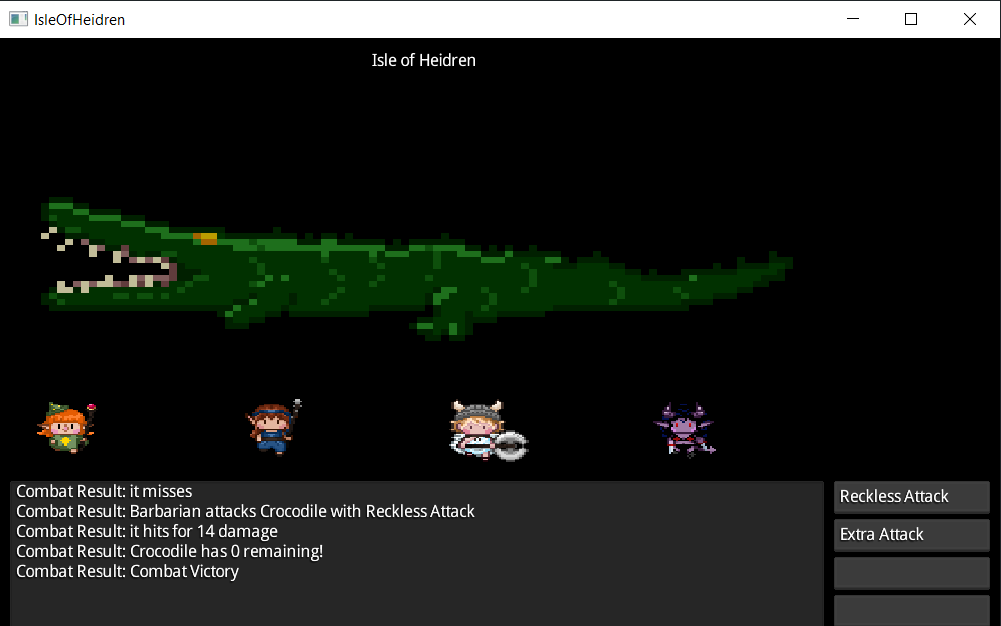 IsleOfHeidren
Isle of Heidren
Combat Result: it misses
Combat Result: Barbarian attacks Crocodile with Reckless Attack
Combat Result: it hits for 14 damage
Combat Result: Crocodile has 0 remaining!
Combat Result: Combat Victory
Reckless Attack
Extra Attack